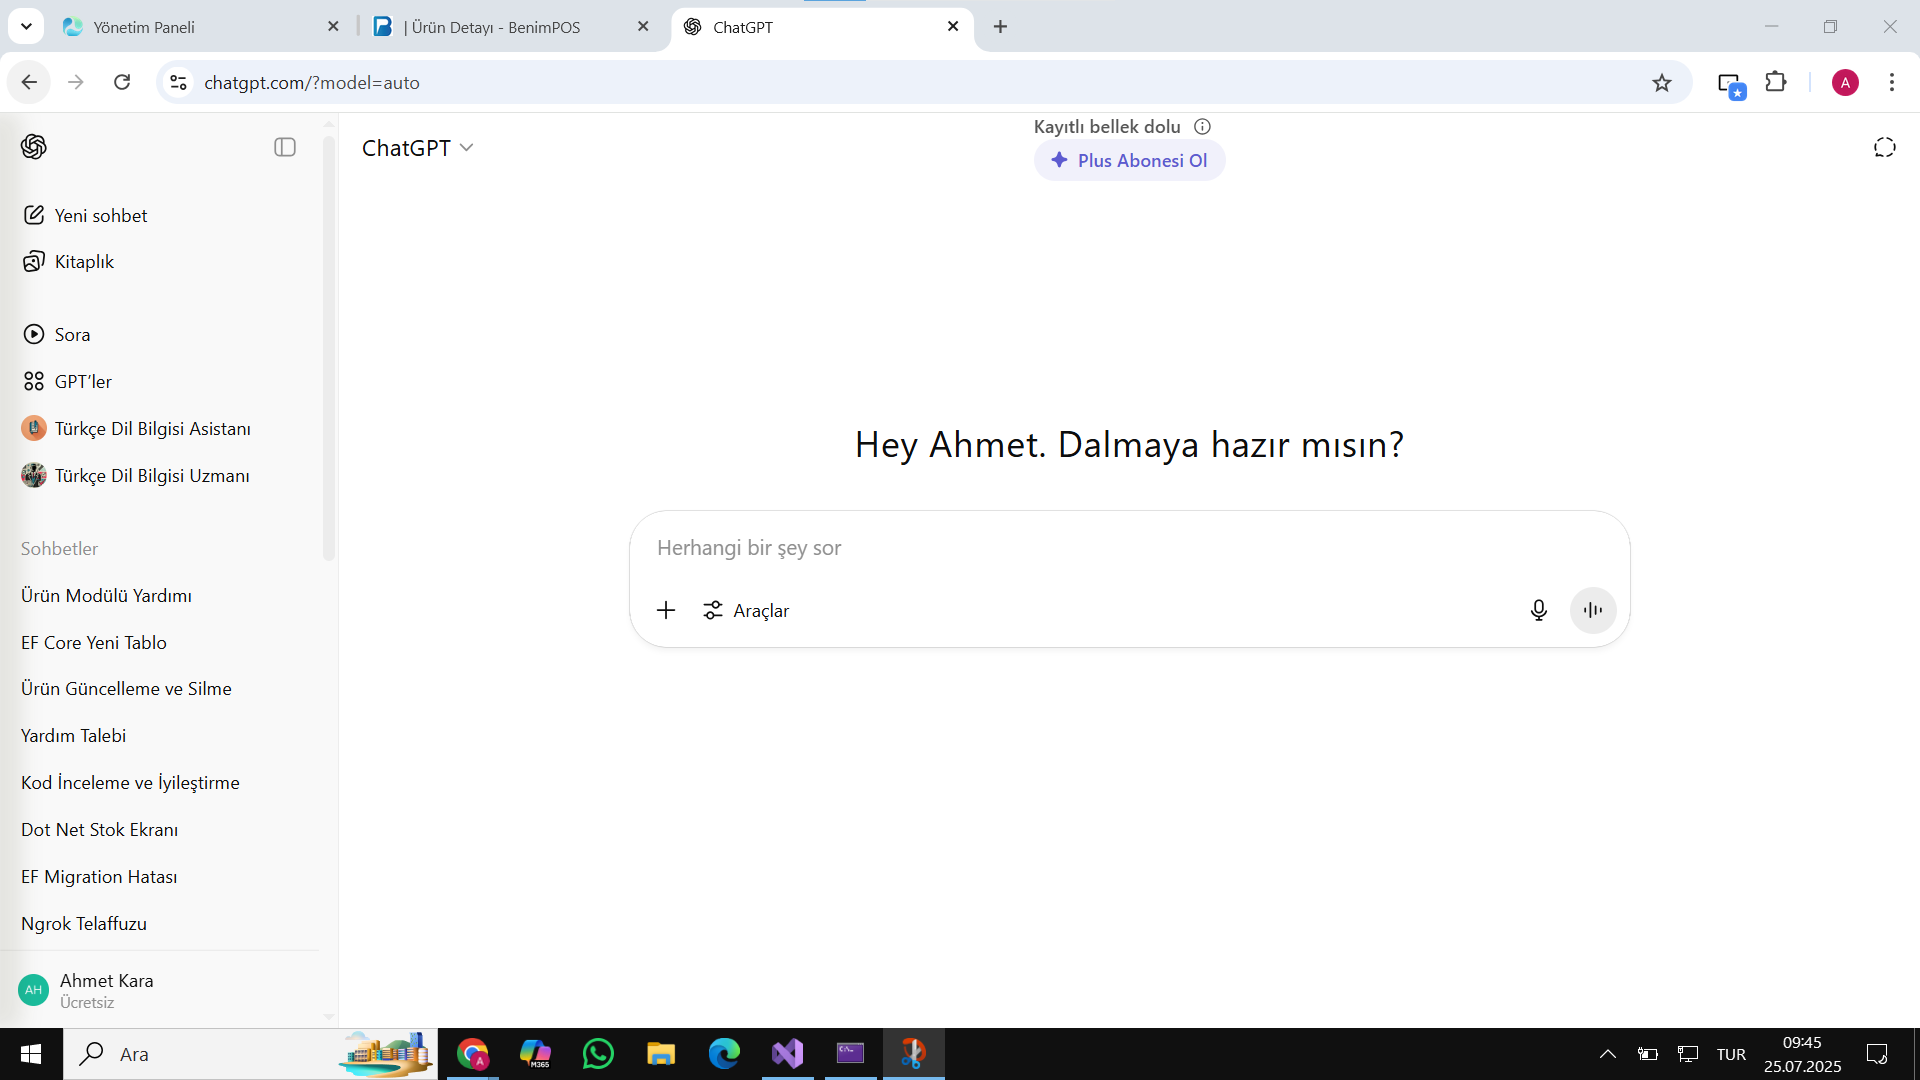 Yönetim Paneli
| Ürün Detayı - BenimPOS
ChatGPT
chatgpt.com/?model=auto
A
ChatGPT
Kayıtlı bellek dolu
Plus Abonesi Ol
Yeni sohbet
Kitaplık
Sora
GPT'ler
Türkçe Dil Bilgisi Asistanı
Türkçe Dil Bilgisi Uzmanı
Sohbetler
Ürün Modülü Yardımı
EF Core Yeni Tablo
Ürün Güncelleme ve Silme
Yardım Talebi
Kod İnceleme ve İyileştirme
Dot Net Stok Ekranı
EF Migration Hatası
Ngrok Telaffuzu
AH
Ahmet Kara
Ücretsiz
Hey Ahmet. Dalmaya hazır mısın?
Herhangi bir şey sor
Araçlar
Ara
A
M365
C:\_
TUR
09:45
25.07.2025